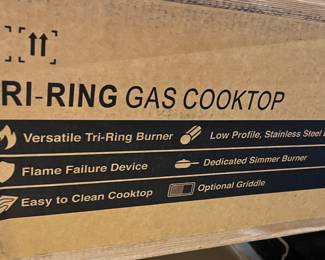 RI-RING GAS COOKTOP
Versatile Tri-Ring Burner
Low Profile, Stainless Steel
Flame Failure Device
Dedicated Simmer Burner
Easy to Clean Cooktop
Optional Griddle